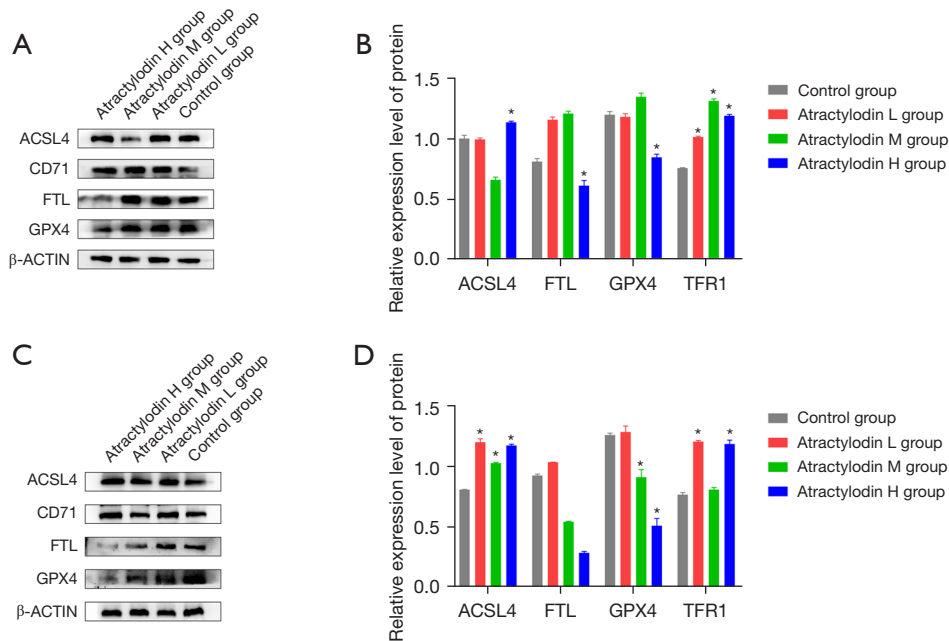 A
Atractylodin H group
Atractylodin M group
Atractylodin L group
Control group
ACSL4
CD71
FTL
GPX4
β-ACTIN
B
Relative expression level of protein
1.5
1.0
0.5
0.0
* * * * * *
ACSL4 FTL GPX4 TFR1
Control group
Atractylodin L group
Atractylodin M group
Atractylodin H group
C
Atractylodin H group
Atractylodin M group
Atractylodin L group
Control group
ACSL4
CD71
FTL
GPX4
β-ACTIN
D
Relative expression level of protein
1.5
1.0
0.5
0.0
* * * * * * *
ACSL4 FTL GPX4 TFR1
Control group
Atractylodin L group
Atractylodin M group
Atractylodin H group